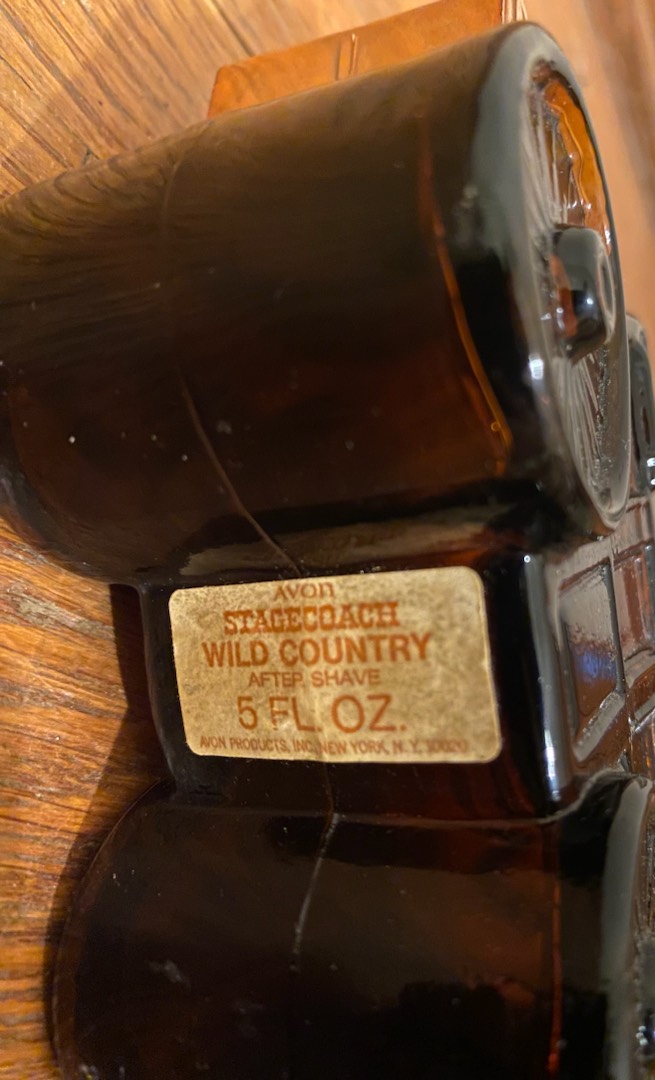 AVON
STAGECOACH
WILD COUNTRY
AFTER SHAVE
5 FL. OZ.
AVON PRODUCTS, INC. NEW YORK, N.Y. 10020